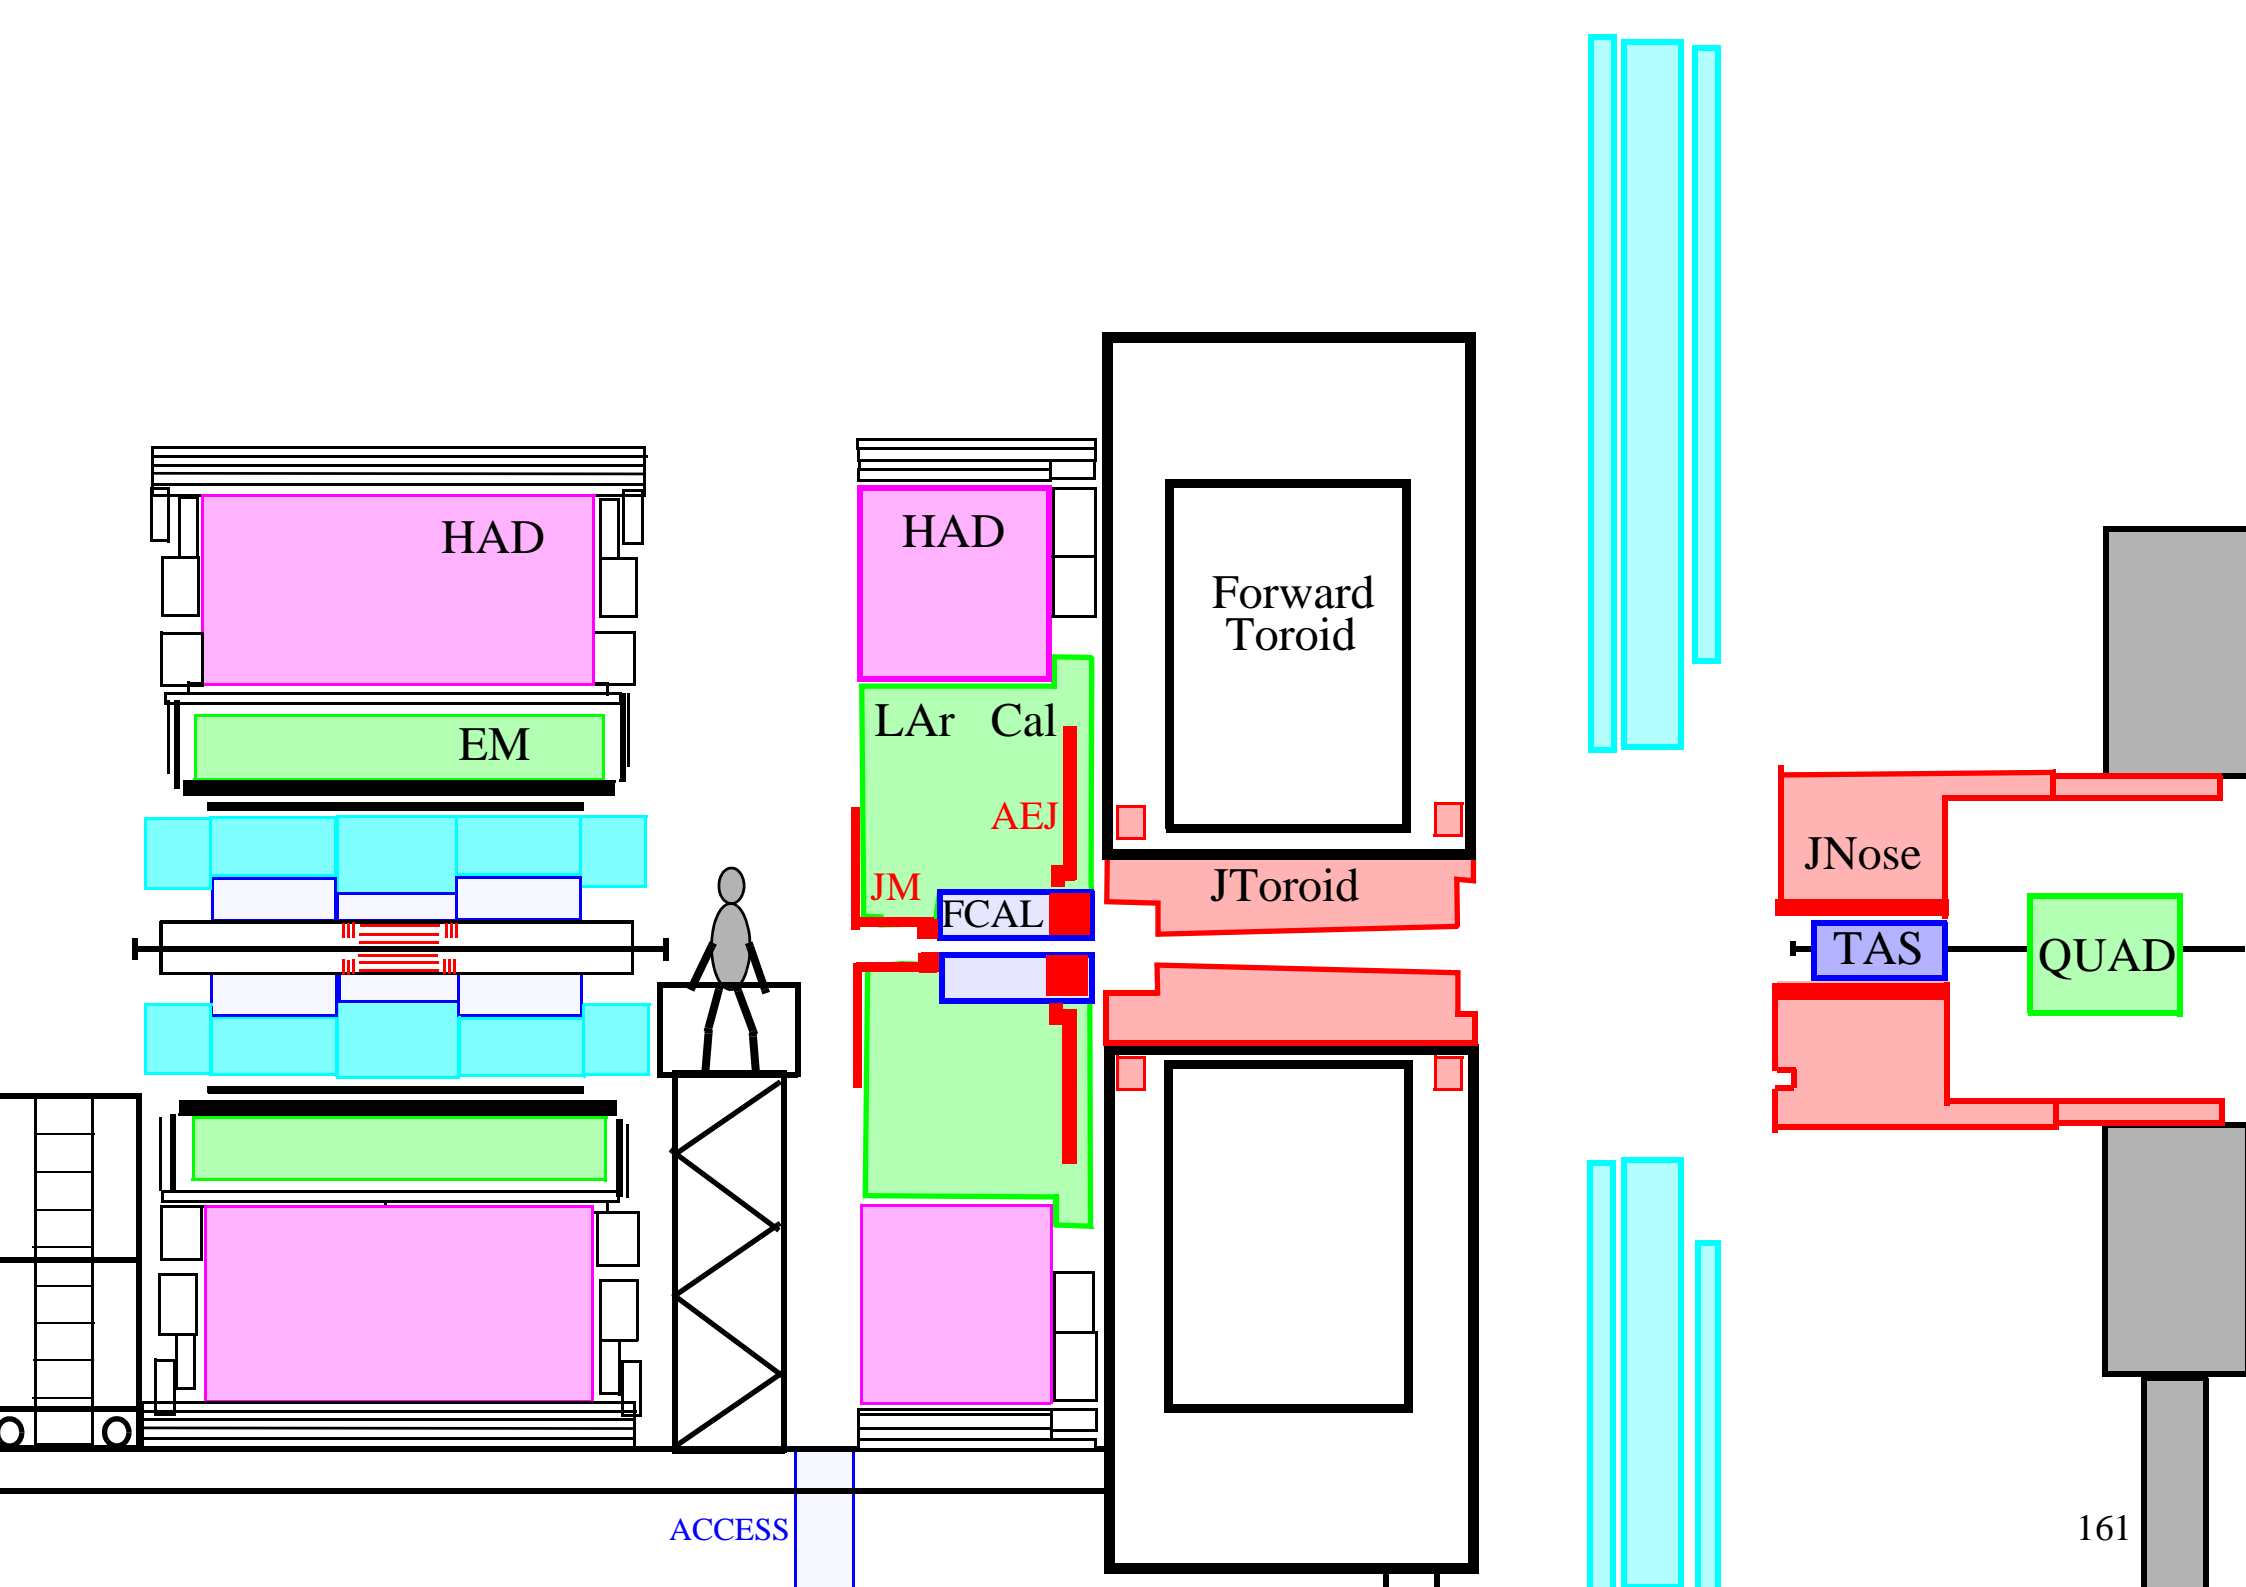 HAD
HAD
Forward
Toroid
LAr Cal
EM
AEJ
JM
FCAL
JToroid
JNose
TAS
QUAD
ACCESS
161